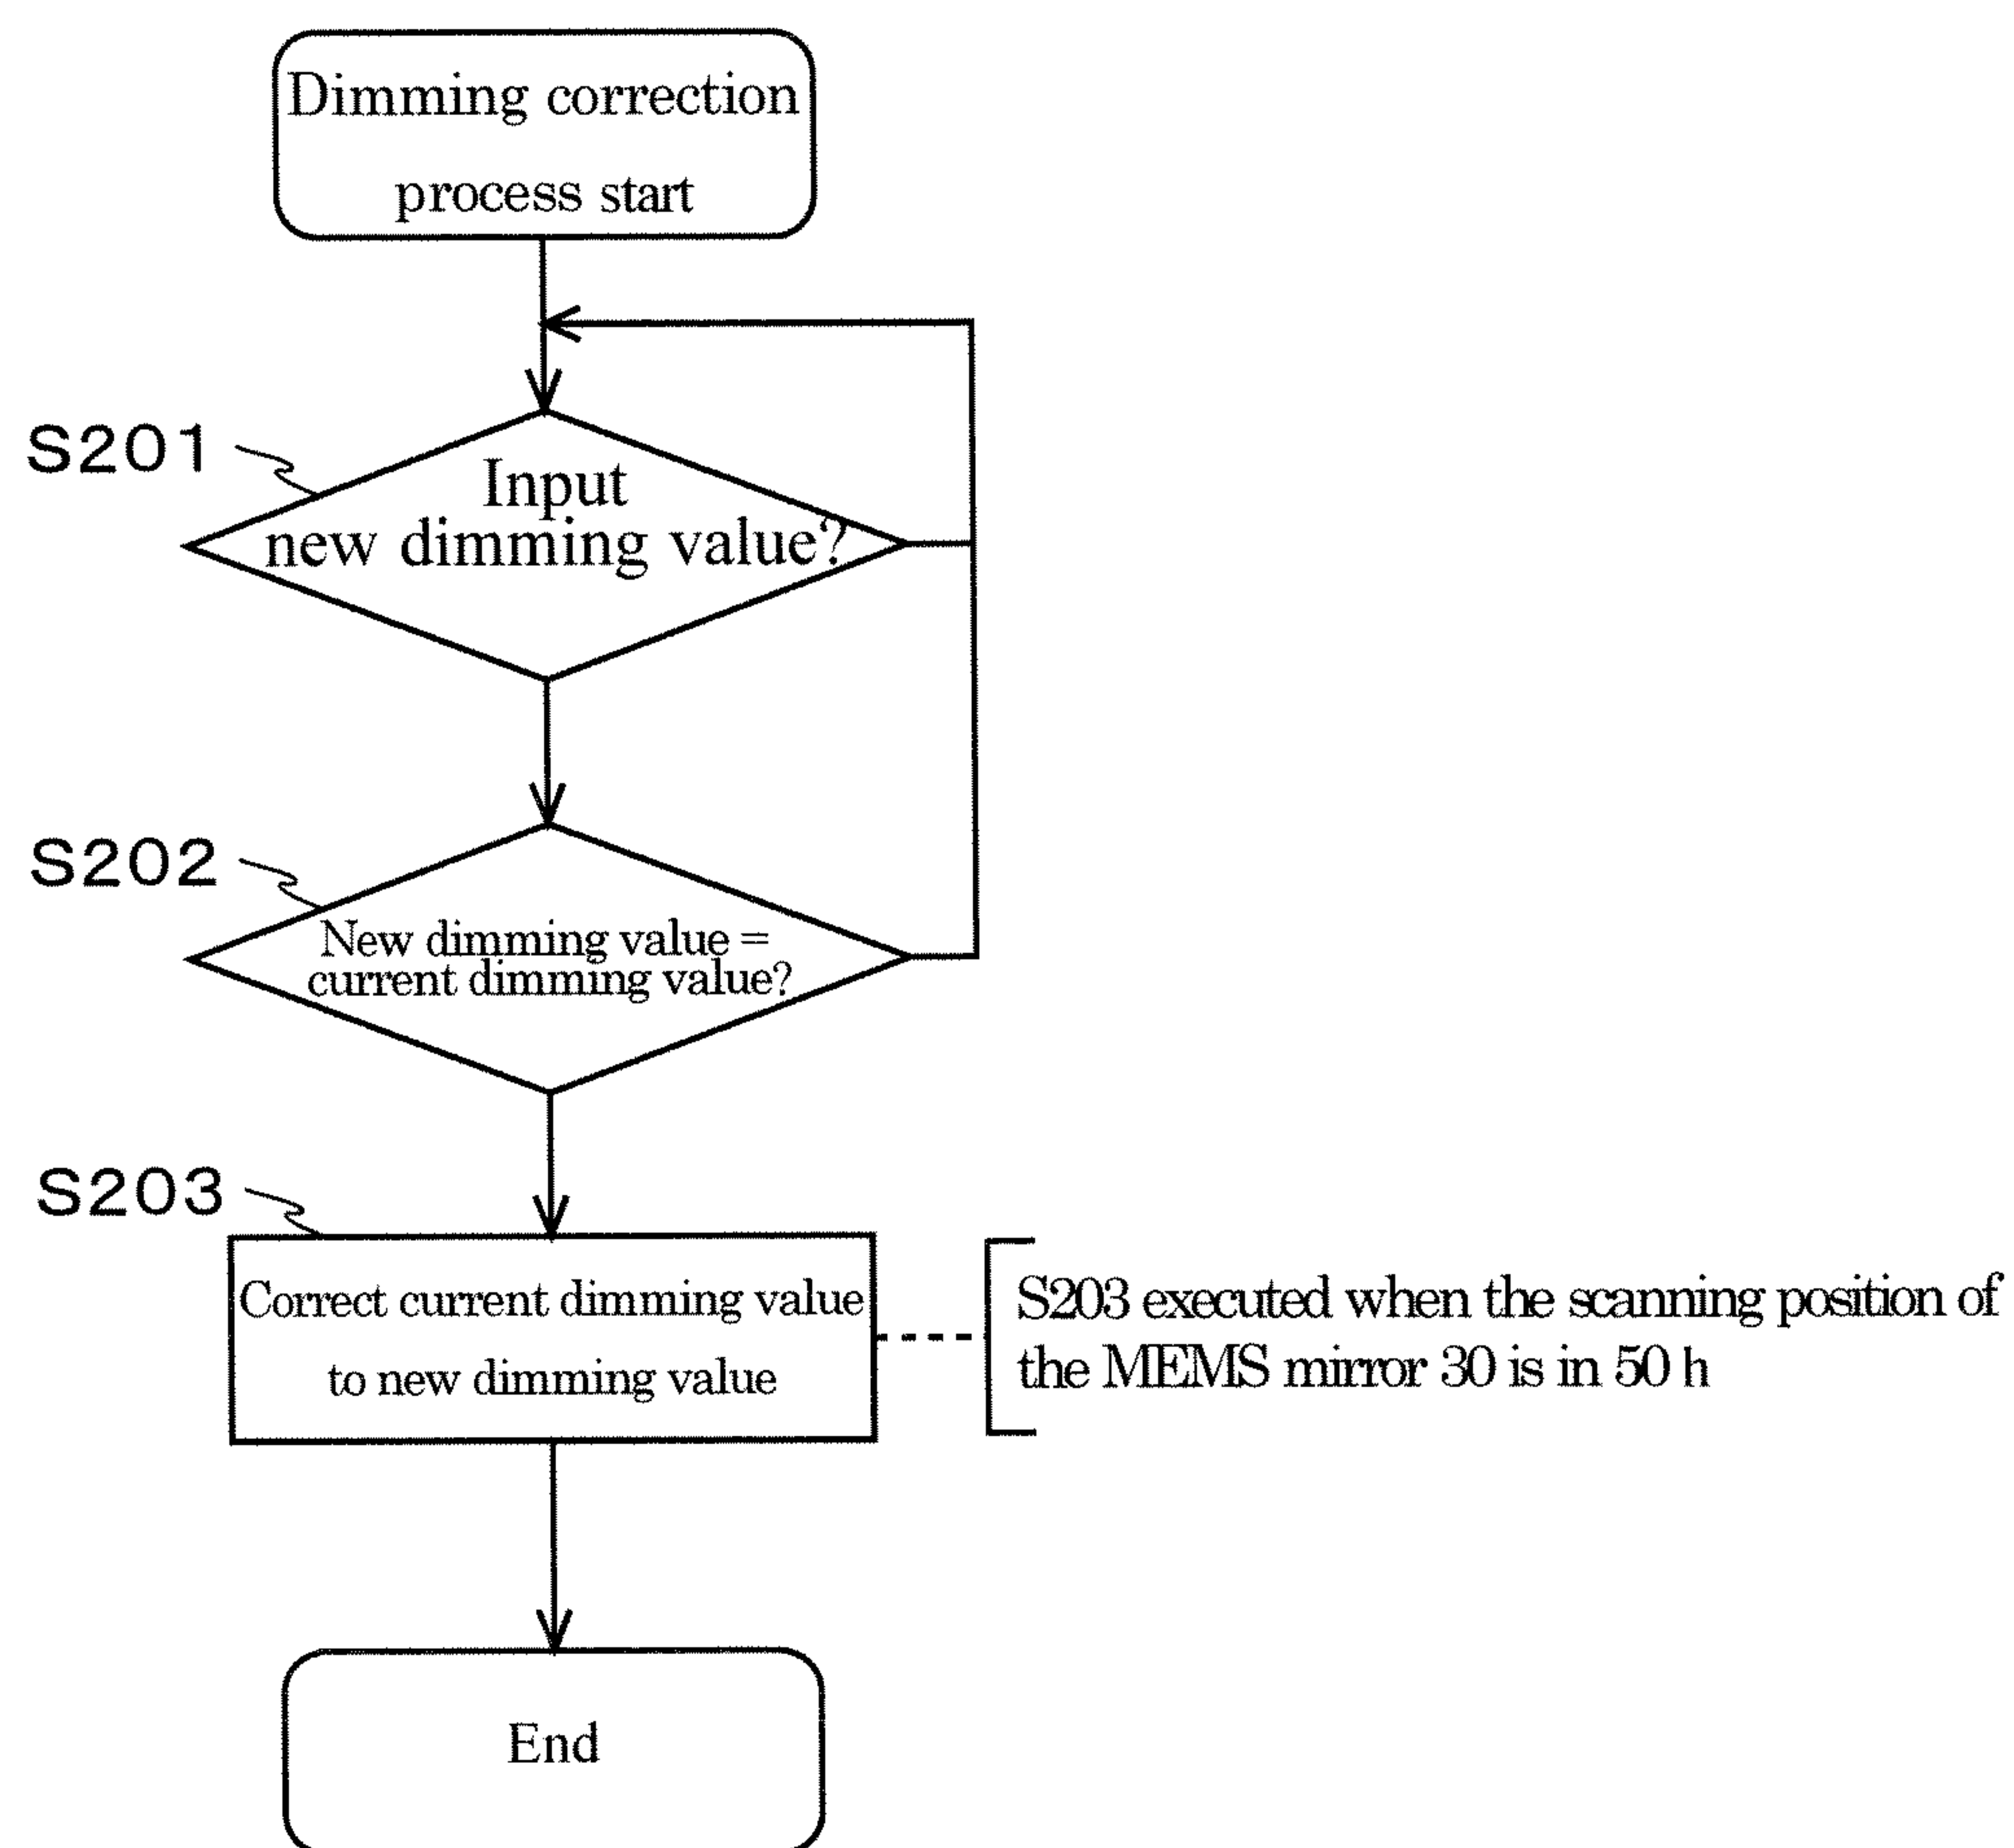 Dimming correction
process start
S201
Input
new dimming value?
S202
New dimming value =
current dimming value?
S203
Correct current dimming value
to new dimming value
S203 executed when the scanning position of
the MEMS mirror 30 is in 50 h
End